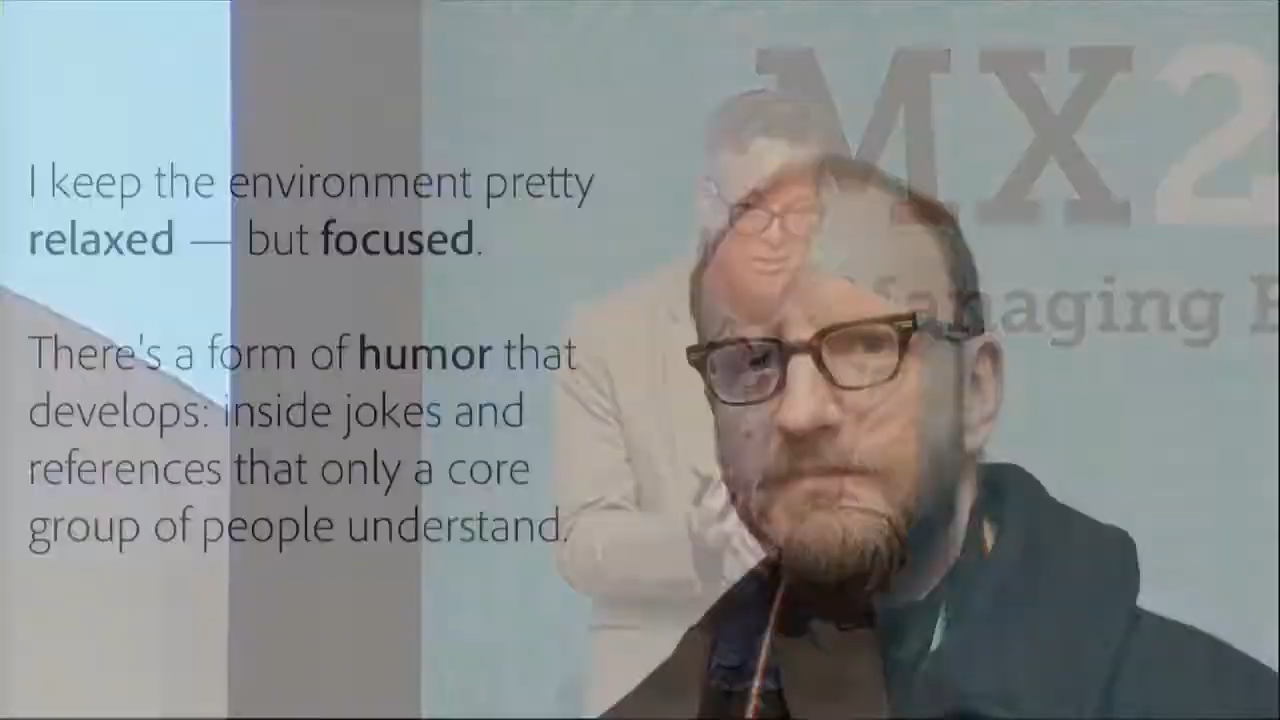 I keep the environment pretty
relaxed — but focused.
There's a form of humor that
develops: inside jokes and
references that only a core
group of people understand.
MX2
Managing E